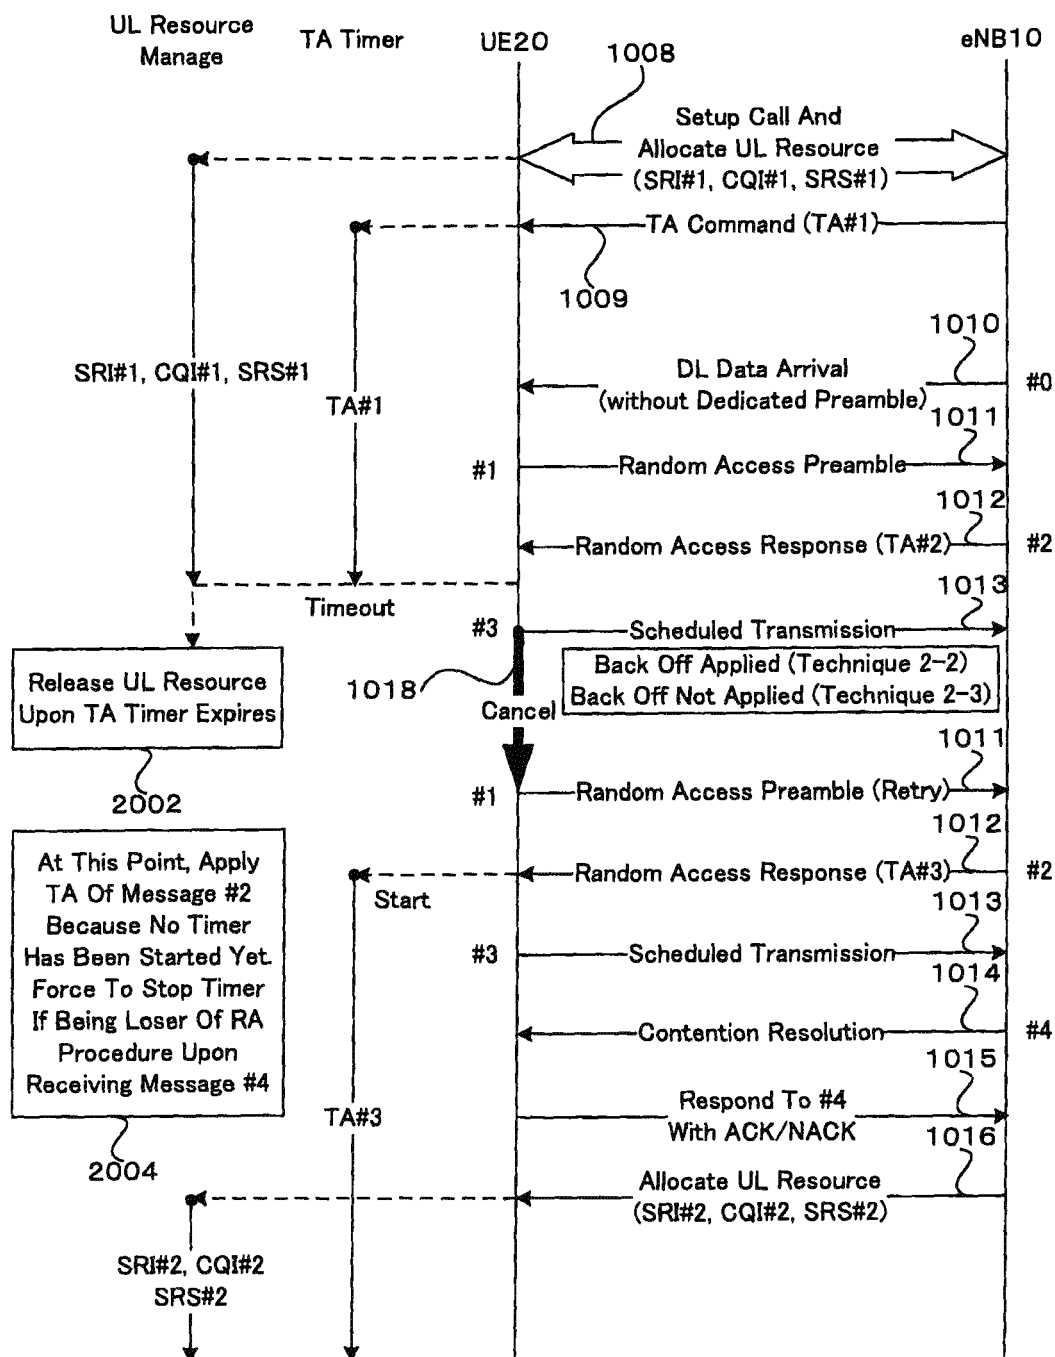 UL Resource
Manage
TA Timer
UE20
eNB10
1008
Setup Call And
Allocate UL Resource
(SRI#1, CQI#1, SRS#1)
TA Command (TA#1)
1009
1010
SRI#1, CQI#1, SRS#1
TA#1
DL Data Arrival
(without Dedicated Preamble)
#0
1011
#1
Random Access Preamble
1012
Random Access Response (TA#2)
#2
Timeout
1013
#3
Scheduled Transmission
Release UL Resource
Upon TA Timer Expires
2002
1018
Cancel
Back Off Applied (Technique 2-2)
Back Off Not Applied (Technique 2-3)
1011
#1
Random Access Preamble (Retry)
1012
At This Point, Apply
TA Of Message #2
Because No Timer
Has Been Started Yet.
Force To Stop Timer
If Being Loser Of RA
Procedure Upon
Receiving Message #4
2004
Start
Random Access Response (TA#3)
#2
1013
#3
Scheduled Transmission
1014
Contention Resolution
#4
1015
TA#3
Respond To #4
With ACK/NACK
1016
Allocate UL Resource
(SRI#2, CQI#2, SRS#2)
SRI#2, CQI#2
SRS#2